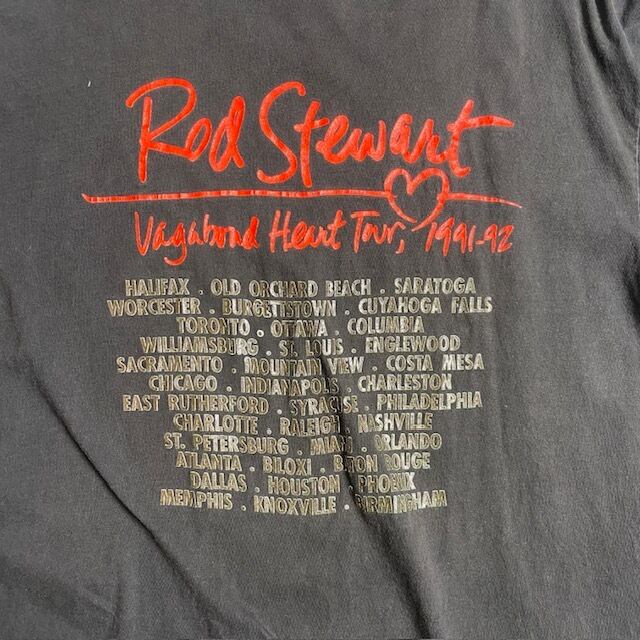 Rod Stewart
Vagabond Heart Tour, 1991-92
HALIFAX . OLD ORCHARD BEACH . SARATOGA
WORCESTER . BURGETTSTOWN . CUYAHOGA FALLS
TORONTO . OTTAWA . COLUMBIA
WILLIAMSBURG . ST. LOUIS . ENGLEWOOD
SACRAMENTO . MOUNTAIN VIEW . COSTA MESA
CHICAGO . INDIANAPOLIS . CHARLESTON
EAST RUTHERFORD . SYRACUSE . PHILADELPHIA
CHARLOTTE . RALEIGH . NASHVILLE
ST. PETERSBURG . MIAMI . ORLANDO
ATLANTA . BILOXI . BATON ROUGE
DALLAS . HOUSTON . PHOENIX
MEMPHIS . KNOXVILLE . BIRMINGHAM